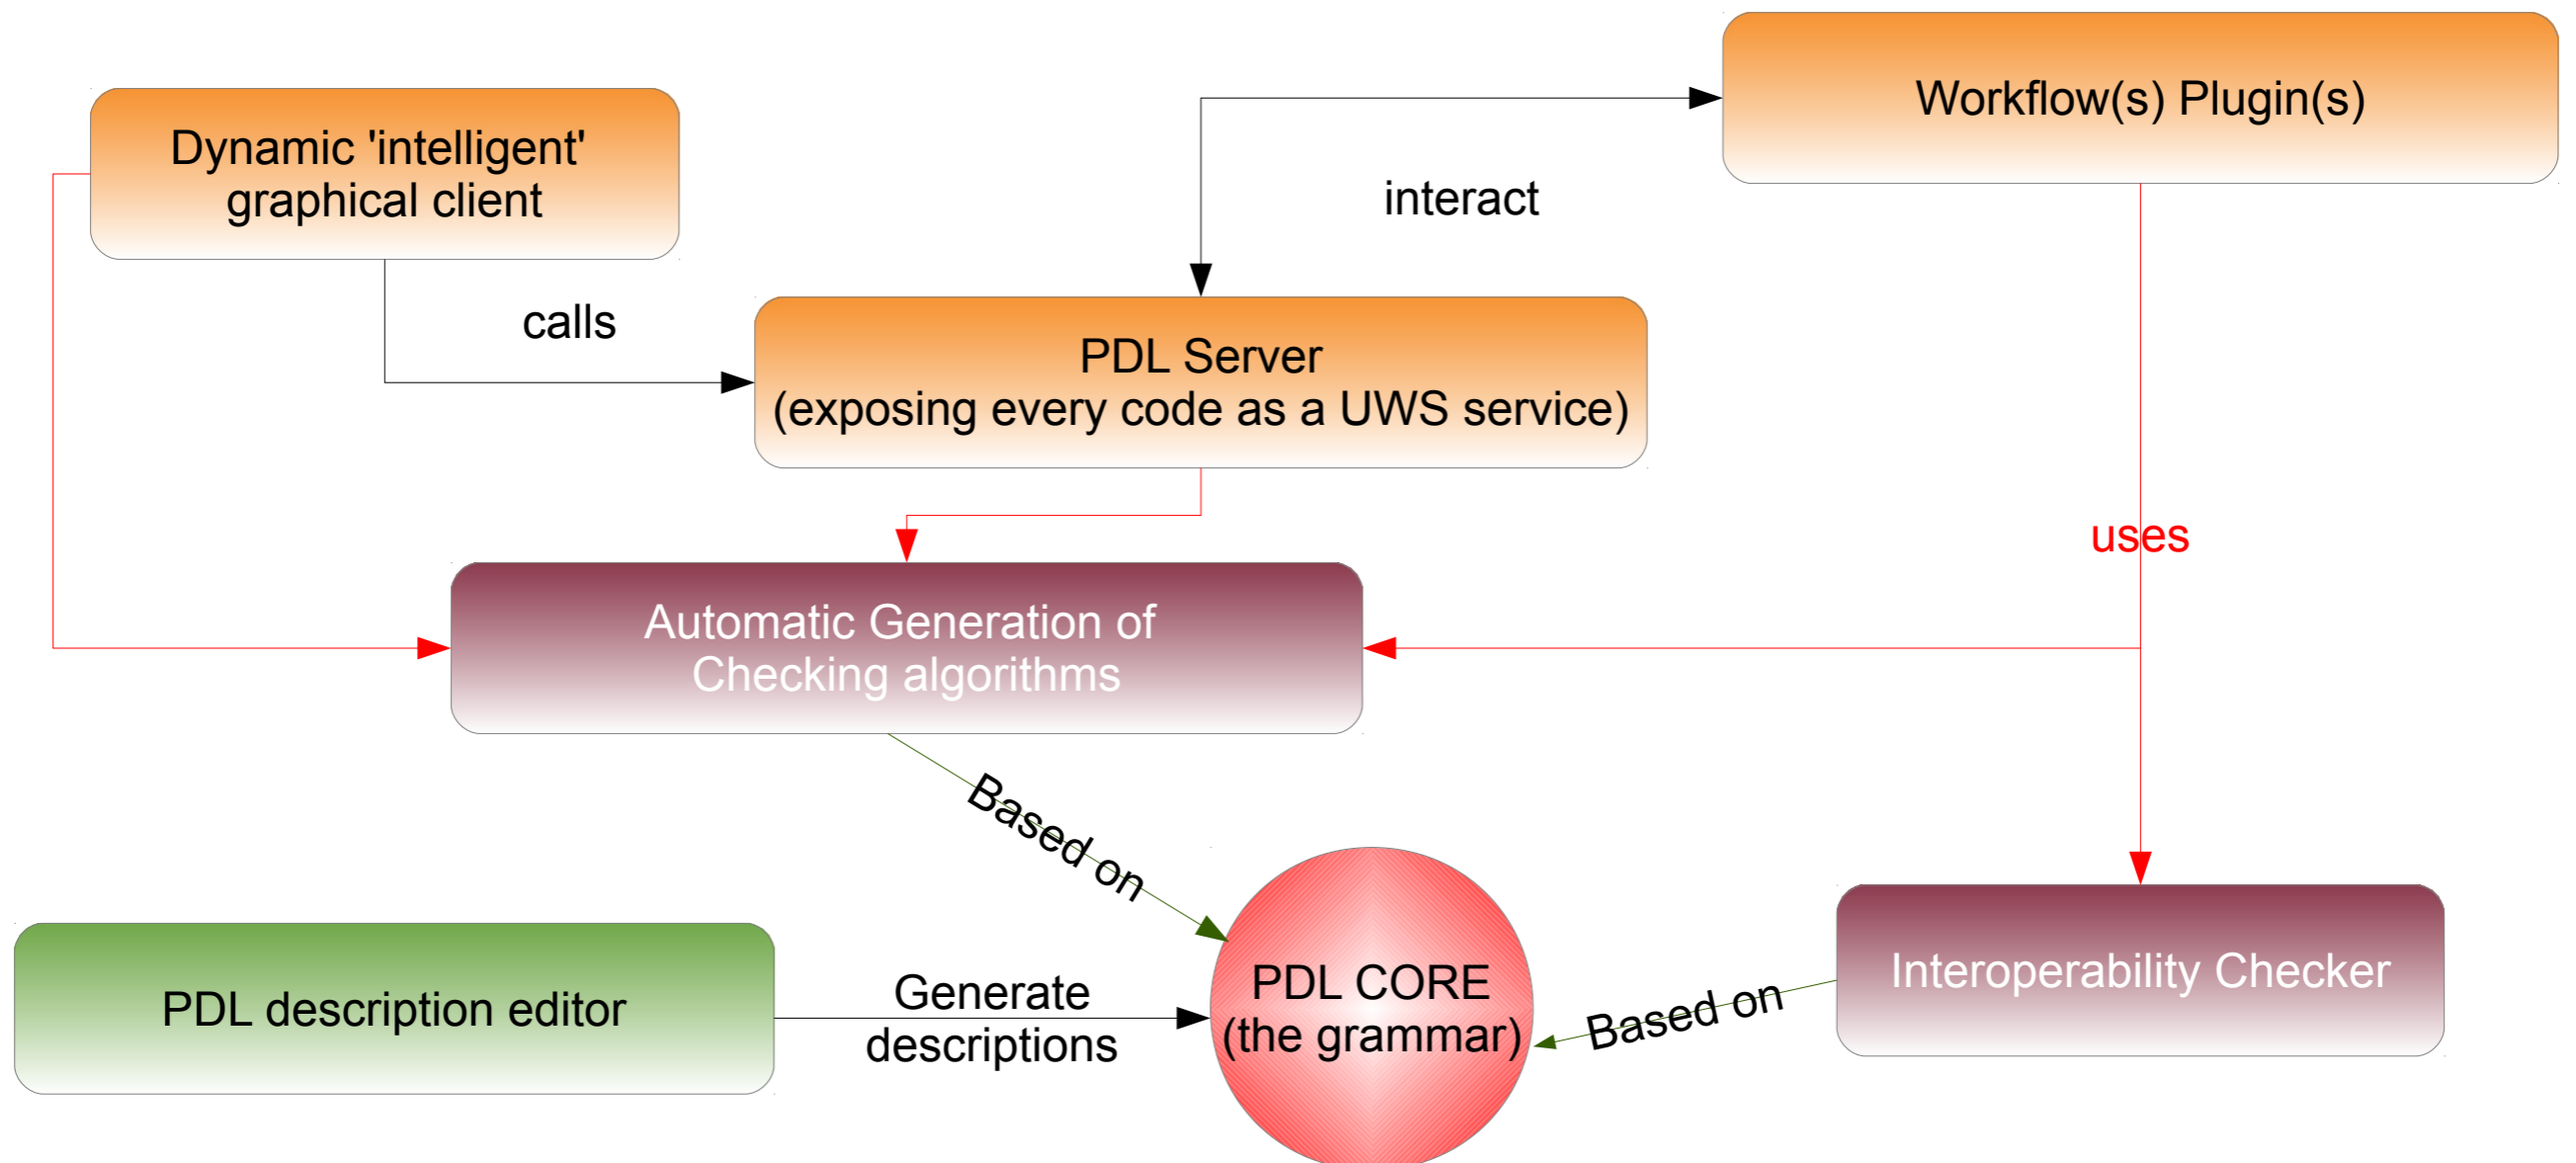 Workflow(s) Plugin(s)
Dynamic 'intelligent'
graphical client
interact
calls
PDL Server
(exposing every code as a UWS service)
uses
Automatic Generation of
Checking algorithms
Based on
PDL description editor
Generate
descriptions
PDL CORE
(the grammar)
Based on
Interoperability Checker